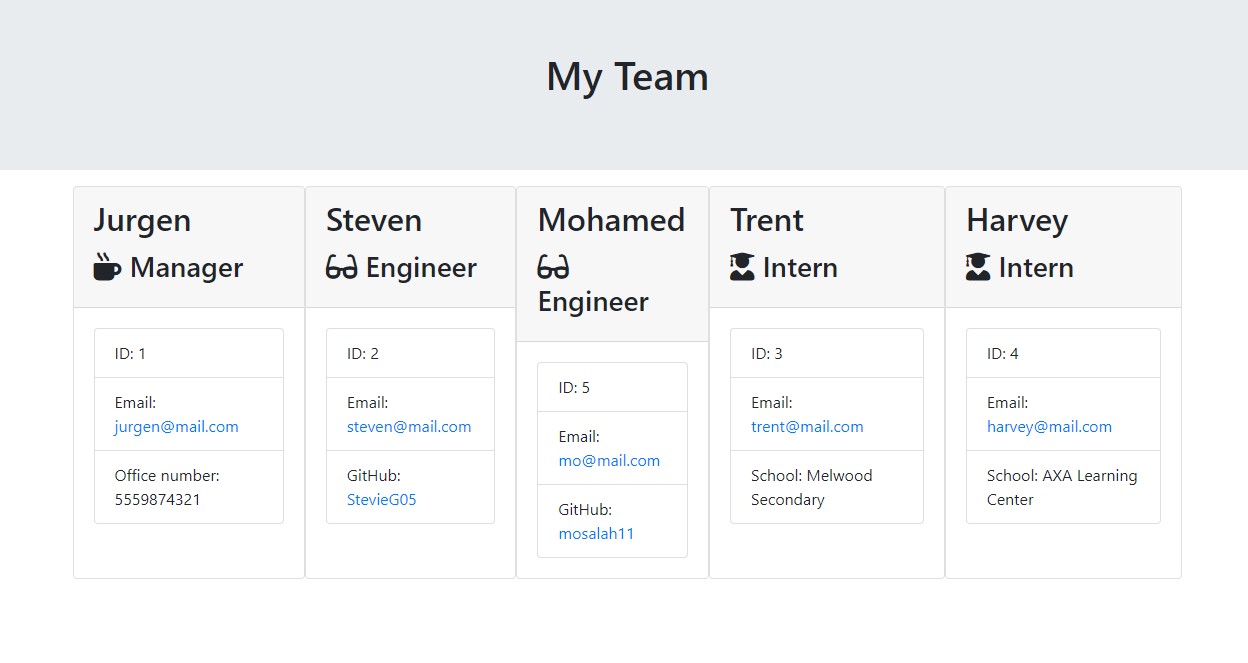 My Team
Jurgen
Manager
ID: 1
Email:
jurgen@mail.com
Office number:
5559874321
Steven
Engineer
ID: 2
Email:
steven@mail.com
GitHub:
StevieG05
Mohamed
Engineer
ID: 5
Email:
mo@mail.com
GitHub:
mosalah11
Trent
Intern
ID: 3
Email:
trent@mail.com
School: Melwood
Secondary
Harvey
Intern
ID: 4
Email:
harvey@mail.com
School: AXA Learning
Center